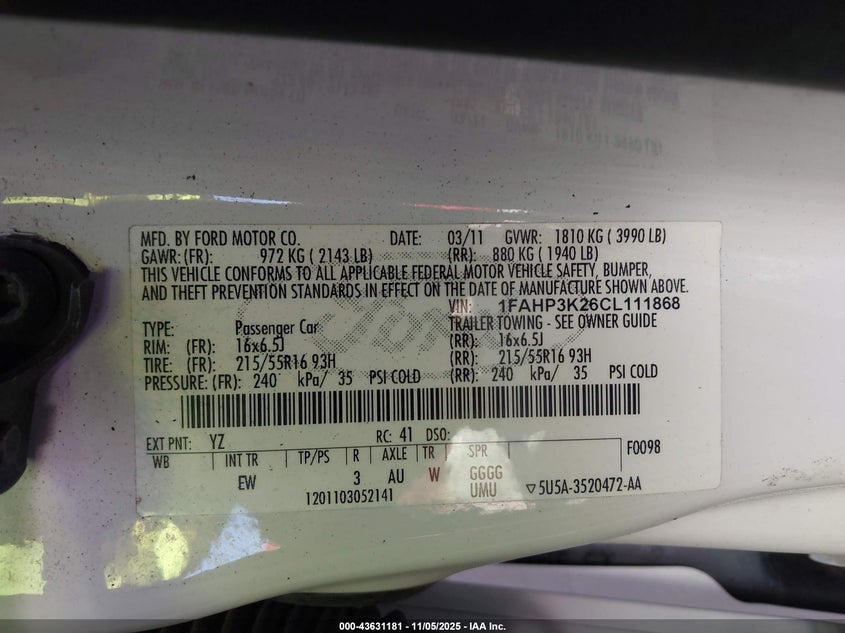 MFD. BY FORD MOTOR CO. DATE: 03/11 GVWR: 1810 KG ( 3990 LB)
GAWR: (FR): 972 KG ( 2143 LB) (RR): 880 KG ( 1940 LB)
THIS VEHICLE CONFORMS TO ALL APPLICABLE FEDERAL MOTOR VEHICLE SAFETY, BUMPER,
AND THEFT PREVENTION STANDARDS IN EFFECT ON THE DATE OF MANUFACTURE SHOWN ABOVE.
VIN: 1FAHP3K26CL111868
TYPE: Passenger Car TRAILER TOWING - SEE OWNER GUIDE
RIM: (FR): 16x6.5J (RR): 16x6.5J
TIRE: (FR): 215/55R16 93H (RR): 215/55R16 93H
PRESSURE: (FR): 240 kPa/ 35 PSI COLD (RR): 240 kPa/ 35 PSI COLD
EXT PNT: YZ RC: 41 DSO: F0098
WB INT TR TP/PS R AXLE TR SPR
EW 3 AU W GGGG
UMU
1201103052141 ▽5U5A-3520472-AA
000-43631181 - 11/05/2025 - IAA Inc.